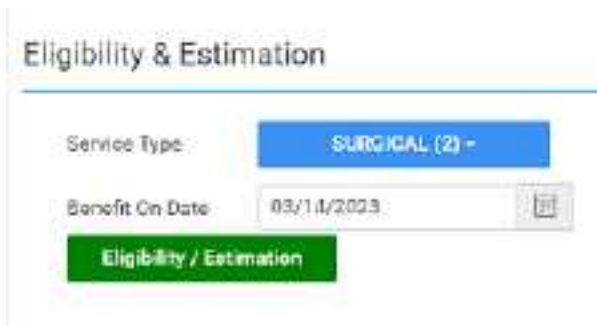 Eligibility & Estimation
Service Type SURGICAL (2)
Benefit On Date 03/14/2023
Eligibility / Estimation